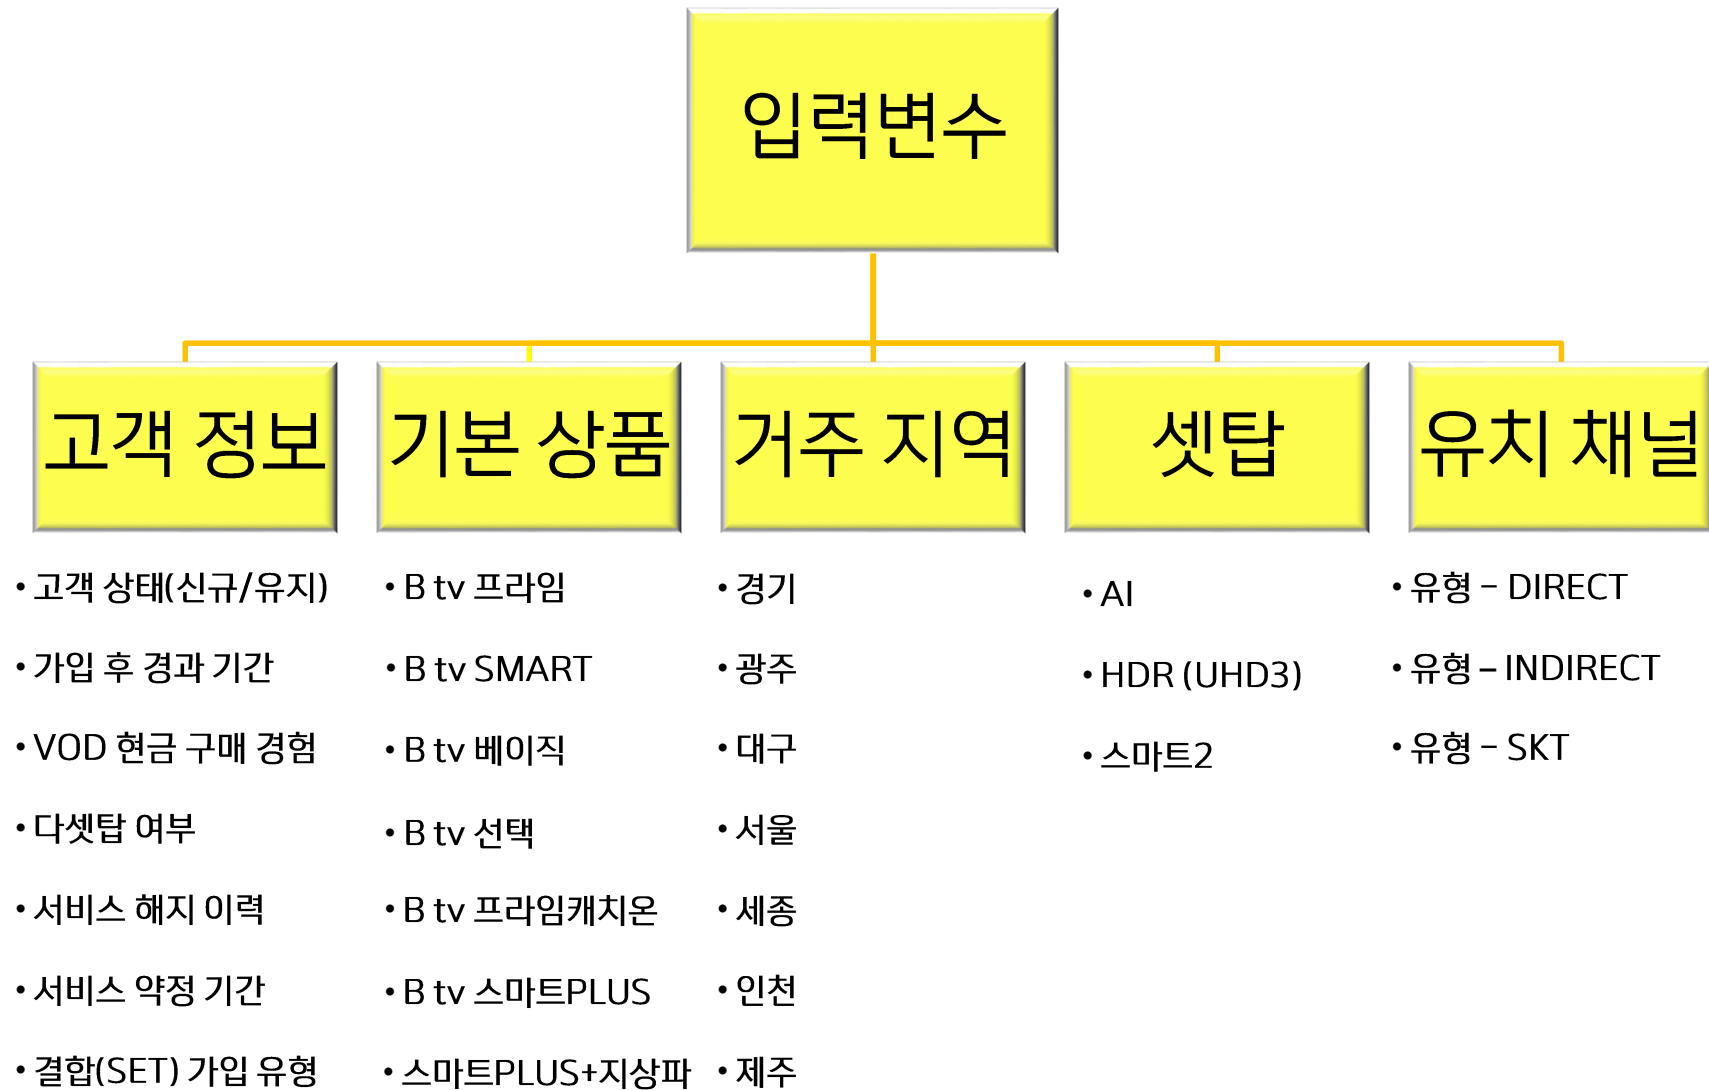 입력변수
고객 정보
기본 상품
거주 지역
셋탑
유치 채널
• 고객 상태(신규/유지)
• 가입 후 경과 기간
• VOD 현금 구매 경험
• 다셋탑 여부
• 서비스 해지 이력
• 서비스 약정 기간
• 결합(SET) 가입 유형
• B tv 프라임
• B tv SMART
• B tv 베이직
• B tv 선택
• B tv 프라임캐치온
• B tv 스마트PLUS
• 스마트PLUS+지상파
• 경기
• 광주
• 대구
• 서울
• 세종
• 인천
• 제주
• AI
• HDR (UHD3)
• 스마트2
• 유형 – DIRECT
• 유형 – INDIRECT
• 유형 – SKT